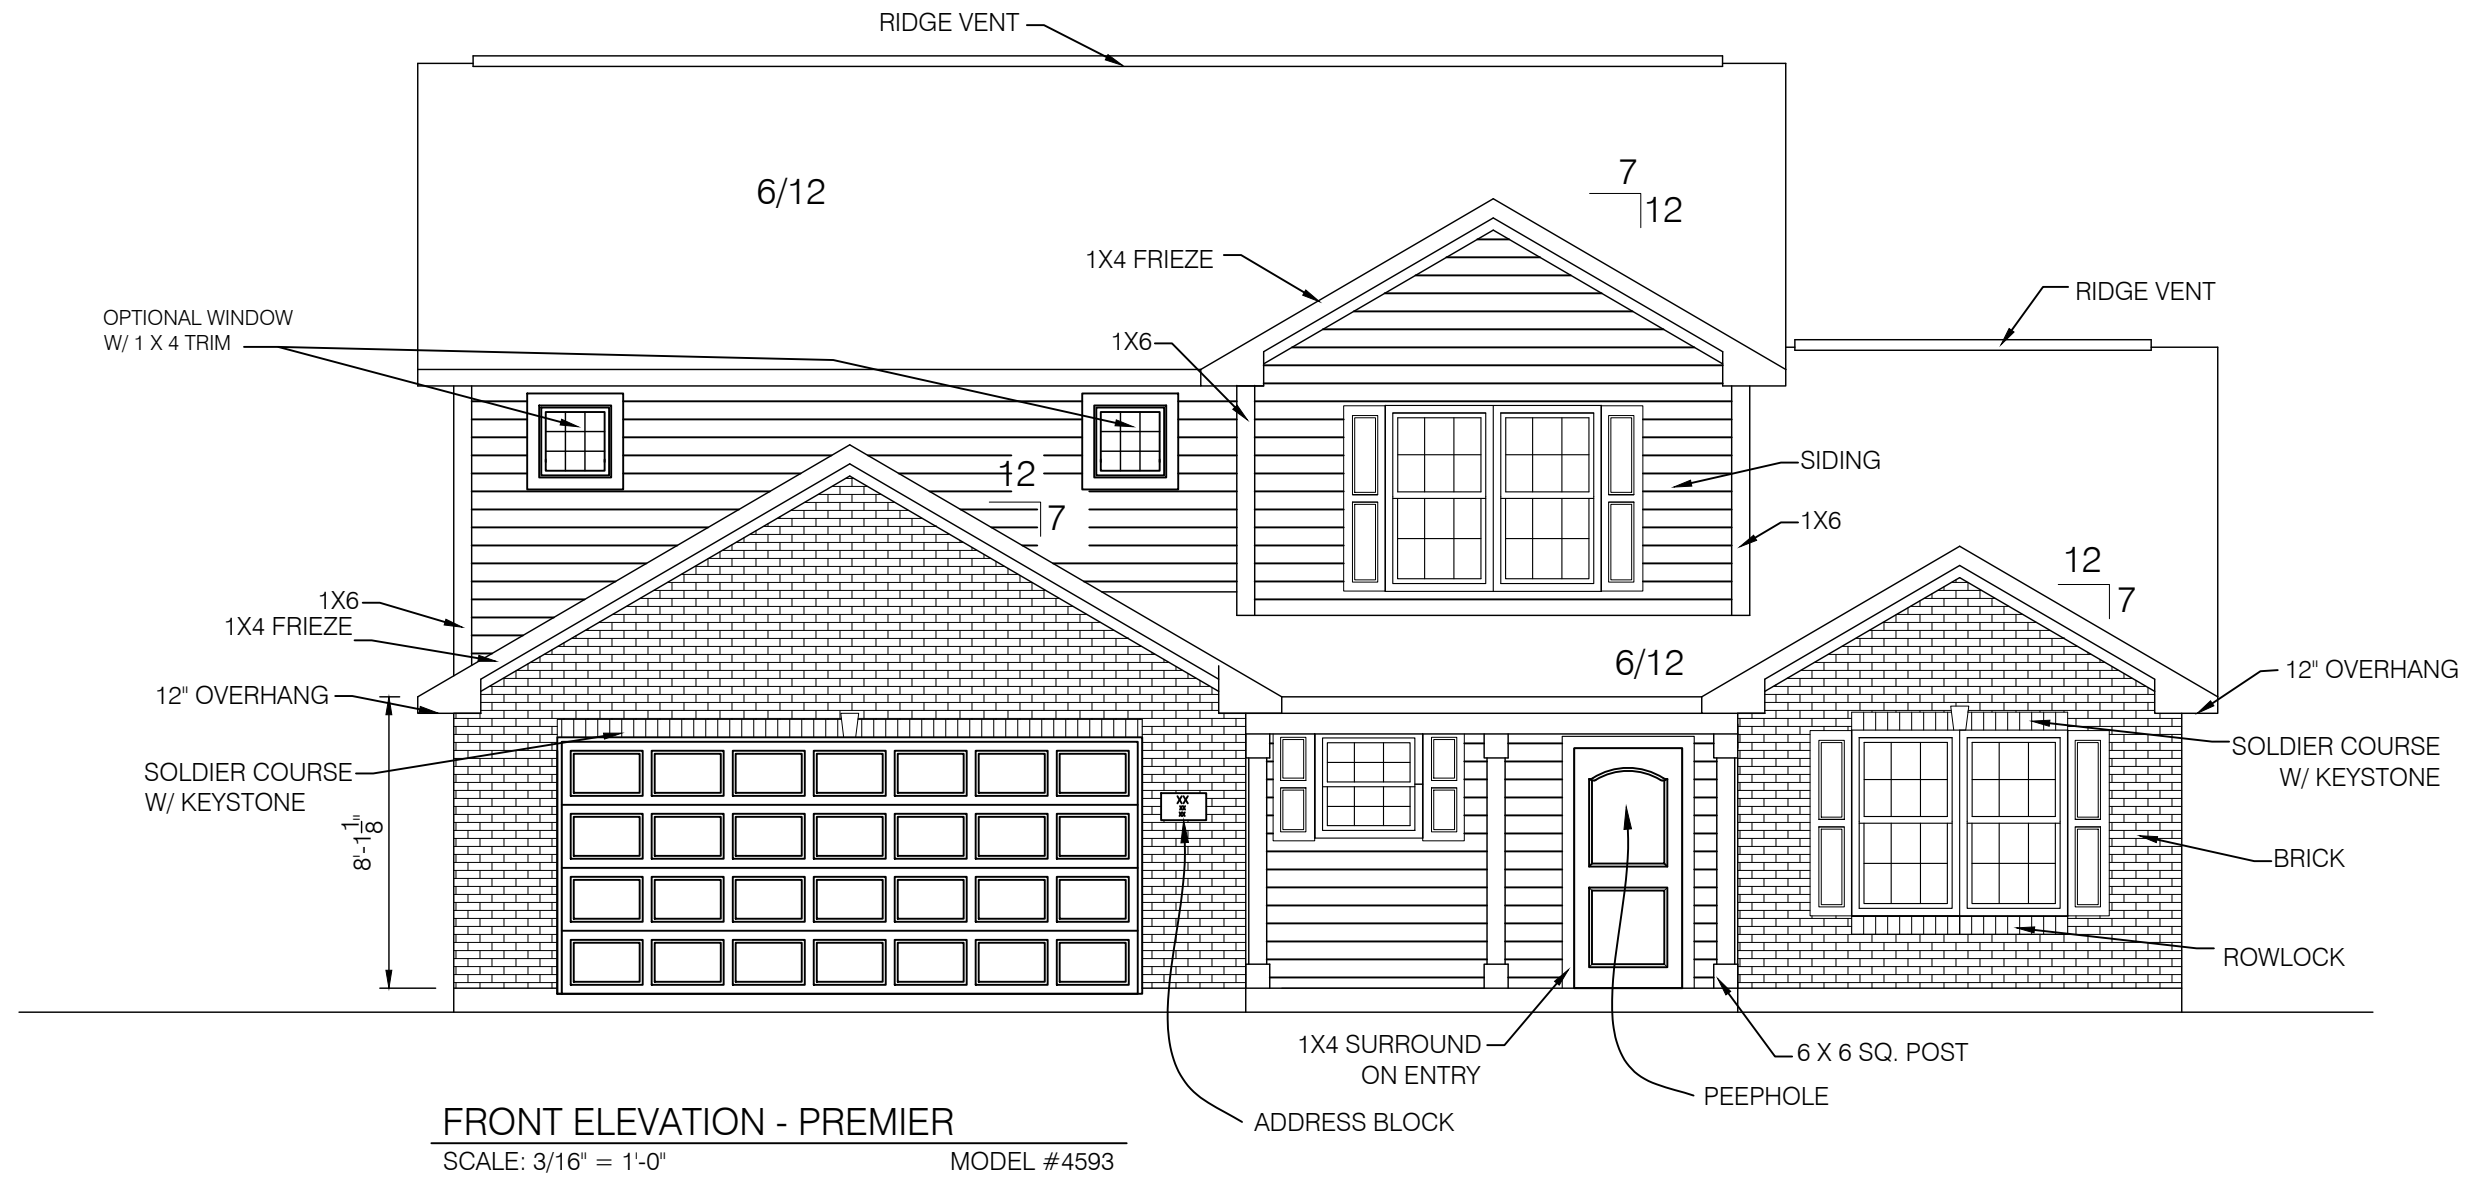 RIDGE VENT
6/12
7
12
1X4 FRIEZE
RIDGE VENT
OPTIONAL WINDOW
W/ 1 X 4 TRIM
1X6
SIDING
12
7
1X6
12
7
1X6
1X4 FRIEZE
6/12
12" OVERHANG
12" OVERHANG
SOLDIER COURSE
W/ KEYSTONE
SOLDIER COURSE
W/ KEYSTONE
XX
XX
XX
8'-1 1/8"
BRICK
ROWLOCK
1X4 SURROUND
ON ENTRY
6 X 6 SQ. POST
PEEPHOLE
ADDRESS BLOCK
FRONT ELEVATION - PREMIER
SCALE: 3/16" = 1'-0"
MODEL #4593